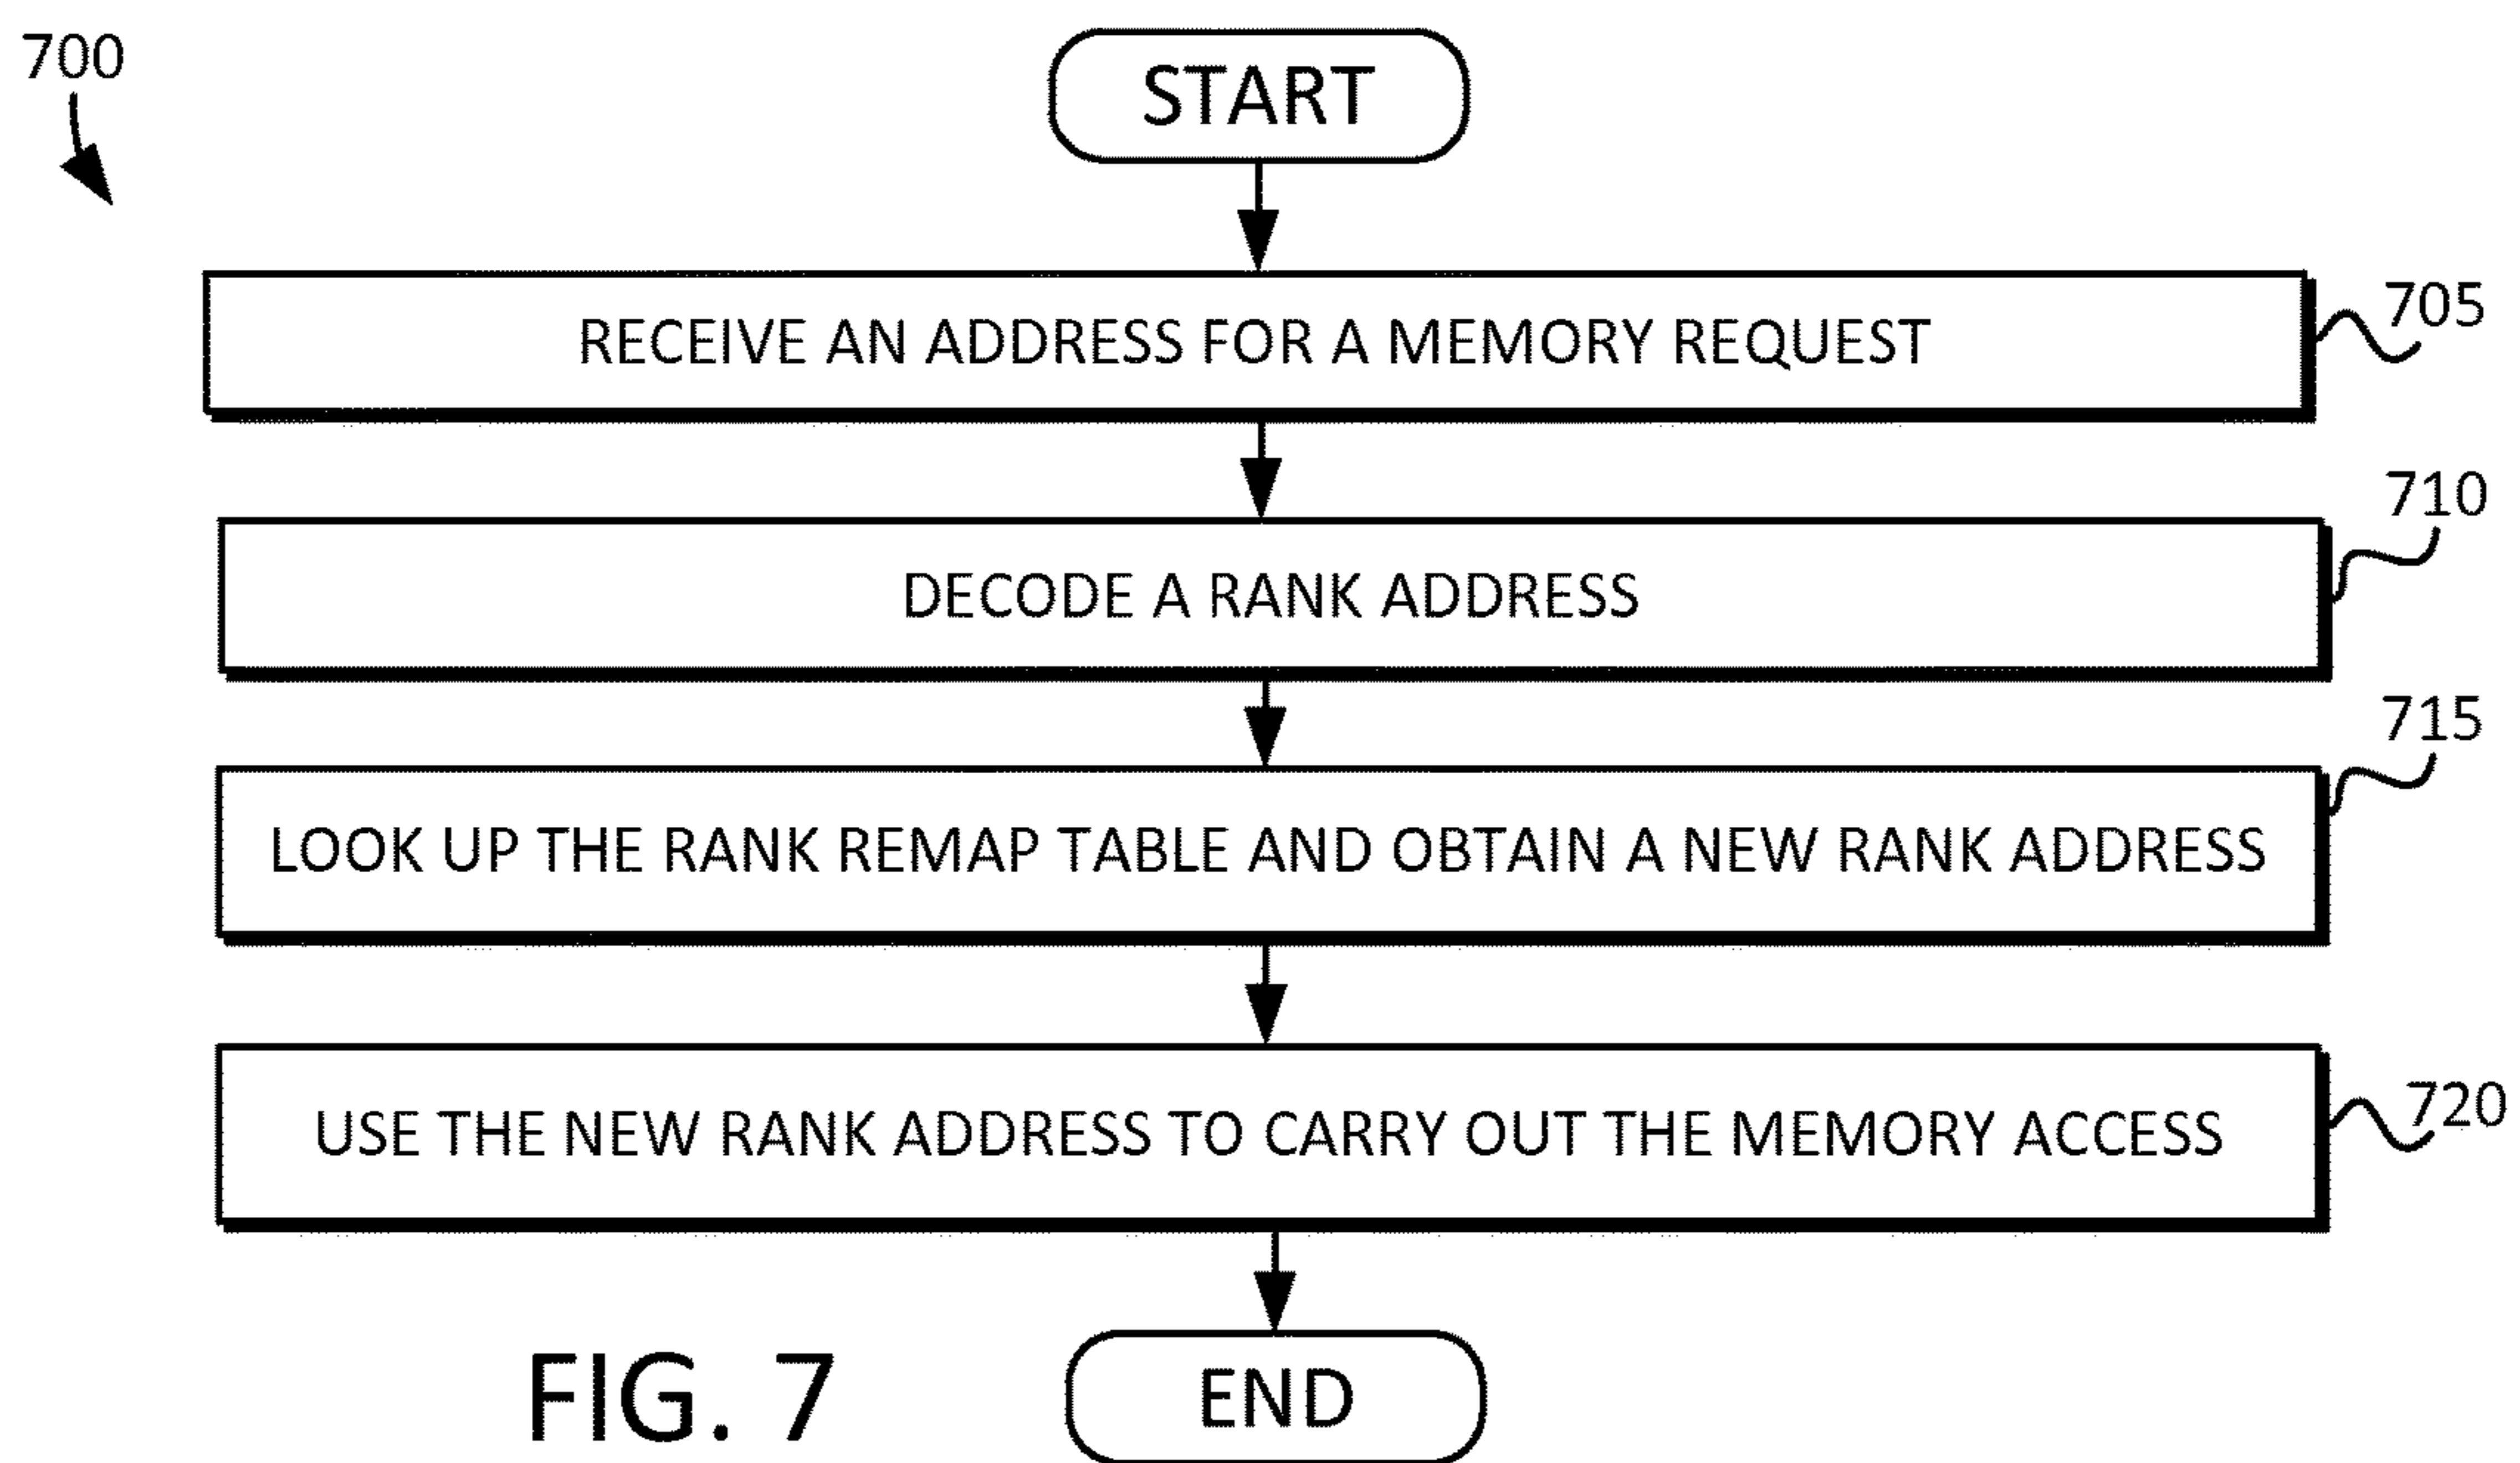 700
START
RECEIVE AN ADDRESS FOR A MEMORY REQUEST
705
710
DECODE A RANK ADDRESS
715
LOOK UP THE RANK REMAP TABLE AND OBTAIN A NEW RANK ADDRESS
USE THE NEW RANK ADDRESS TO CARRY OUT THE MEMORY ACCESS
720
FIG. 7
END